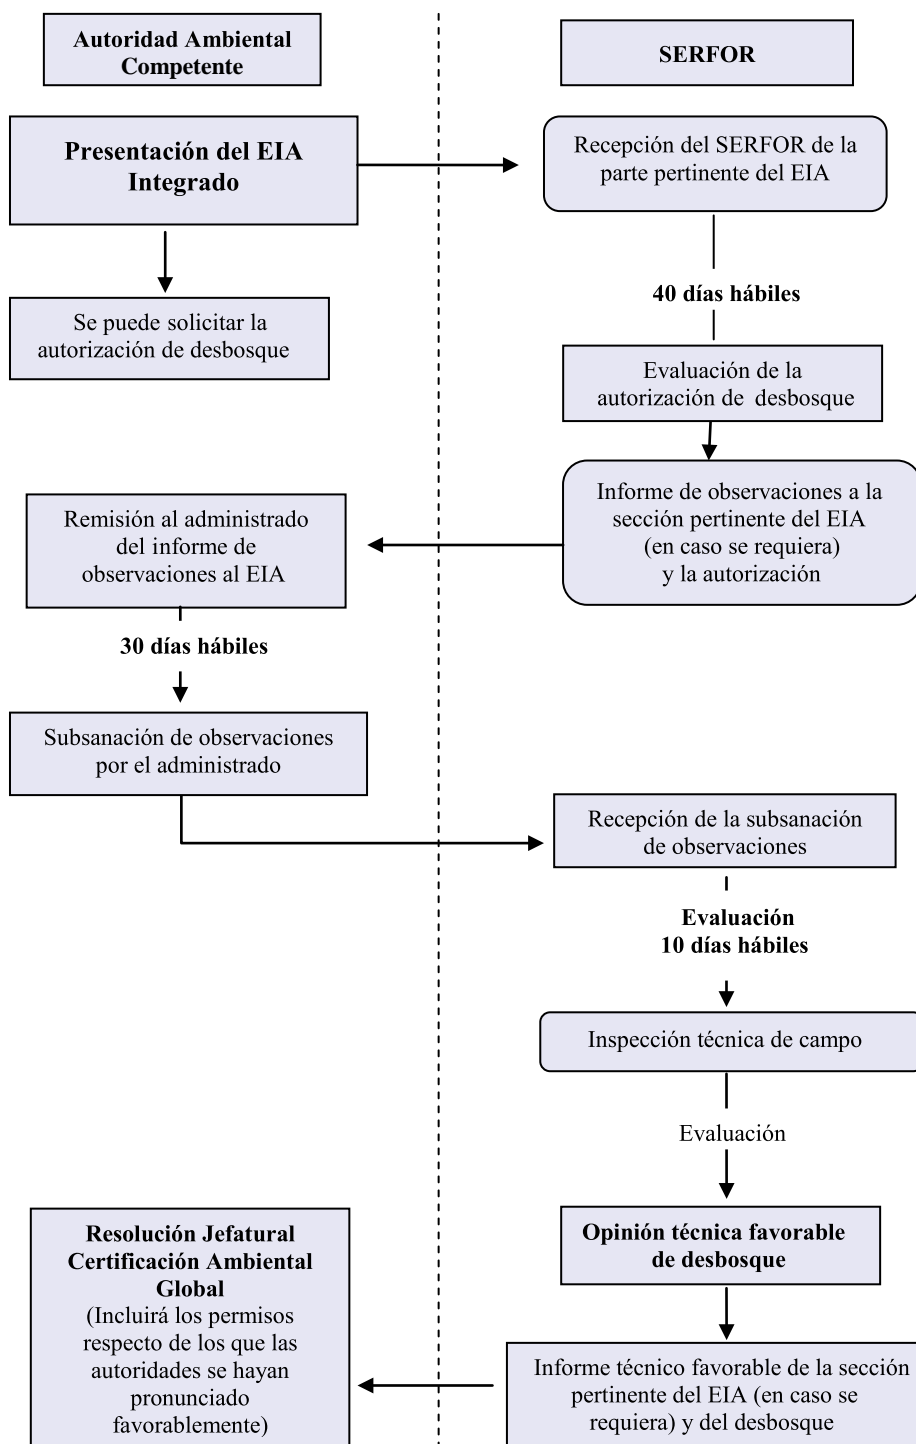 Autoridad Ambiental
Competente
SERFOR
Presentación del EIA
Integrado
Recepción del SERFOR de la
parte pertinente del EIA
40 días hábiles
Se puede solicitar la
autorización de desbosque
Evaluación de la
autorización de desbosque
Informe de observaciones a la
sección pertinente del EIA
(en caso se requiera)
y la autorización
Remisión al administrado
del informe de
observaciones al EIA
30 días hábiles
Subsanación de observaciones
por el administrado
Recepción de la subsanación
de observaciones
Evaluación
10 días hábiles
Inspección técnica de campo
Evaluación
Opinión técnica favorable
de desbosque
Informe técnico favorable de la sección
pertinente del EIA (en caso se
requiera) y del desbosque
Resolución Jefatural
Certificación Ambiental
Global
(Incluirá los permisos
respecto de los que las
autoridades se hayan
pronunciado
favorablemente)